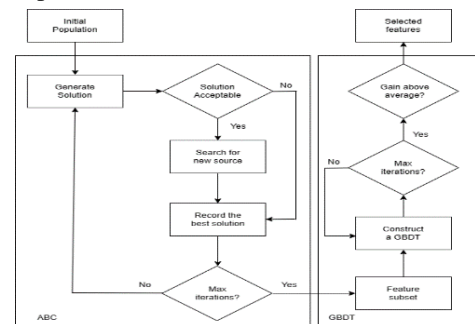 Initial
Population
Generate
Solution
Solution
Acceptable
No
Yes
Search for
new source
Record the
best solution
No
Max
iterations?
Yes
ABC
Selected
features
Gain above
average?
Yes
No
Max
iterations?
Construct
a GBDT
Feature
subset
GBDT